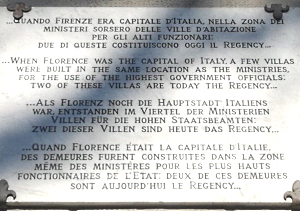 ...Quando Firenze era capitale d'Italia, nella zona dei
ministeri sorsero delle ville d'abitazione
per gli alti funzionari:
due di queste costituiscono oggi il Regency...
...When Florence was the capital of Italy, a few villas
were built in the same location as the ministries,
for the use of the highest government officials:
two of these villas are today the Regency...
...Als Florenz noch die Hauptstadt Italiens
war, entstanden im Viertel der Ministerien
Villen für die hohen Staatsbeamten:
zwei dieser Villen sind heute das Regency...
...Quand Florence était la capitale d'Italie,
des demeures furent construites dans la zone
même des ministères pour les plus hauts
fonctionnaires de l'Etat: deux de ces demeures
sont aujourd'hui le Regency...